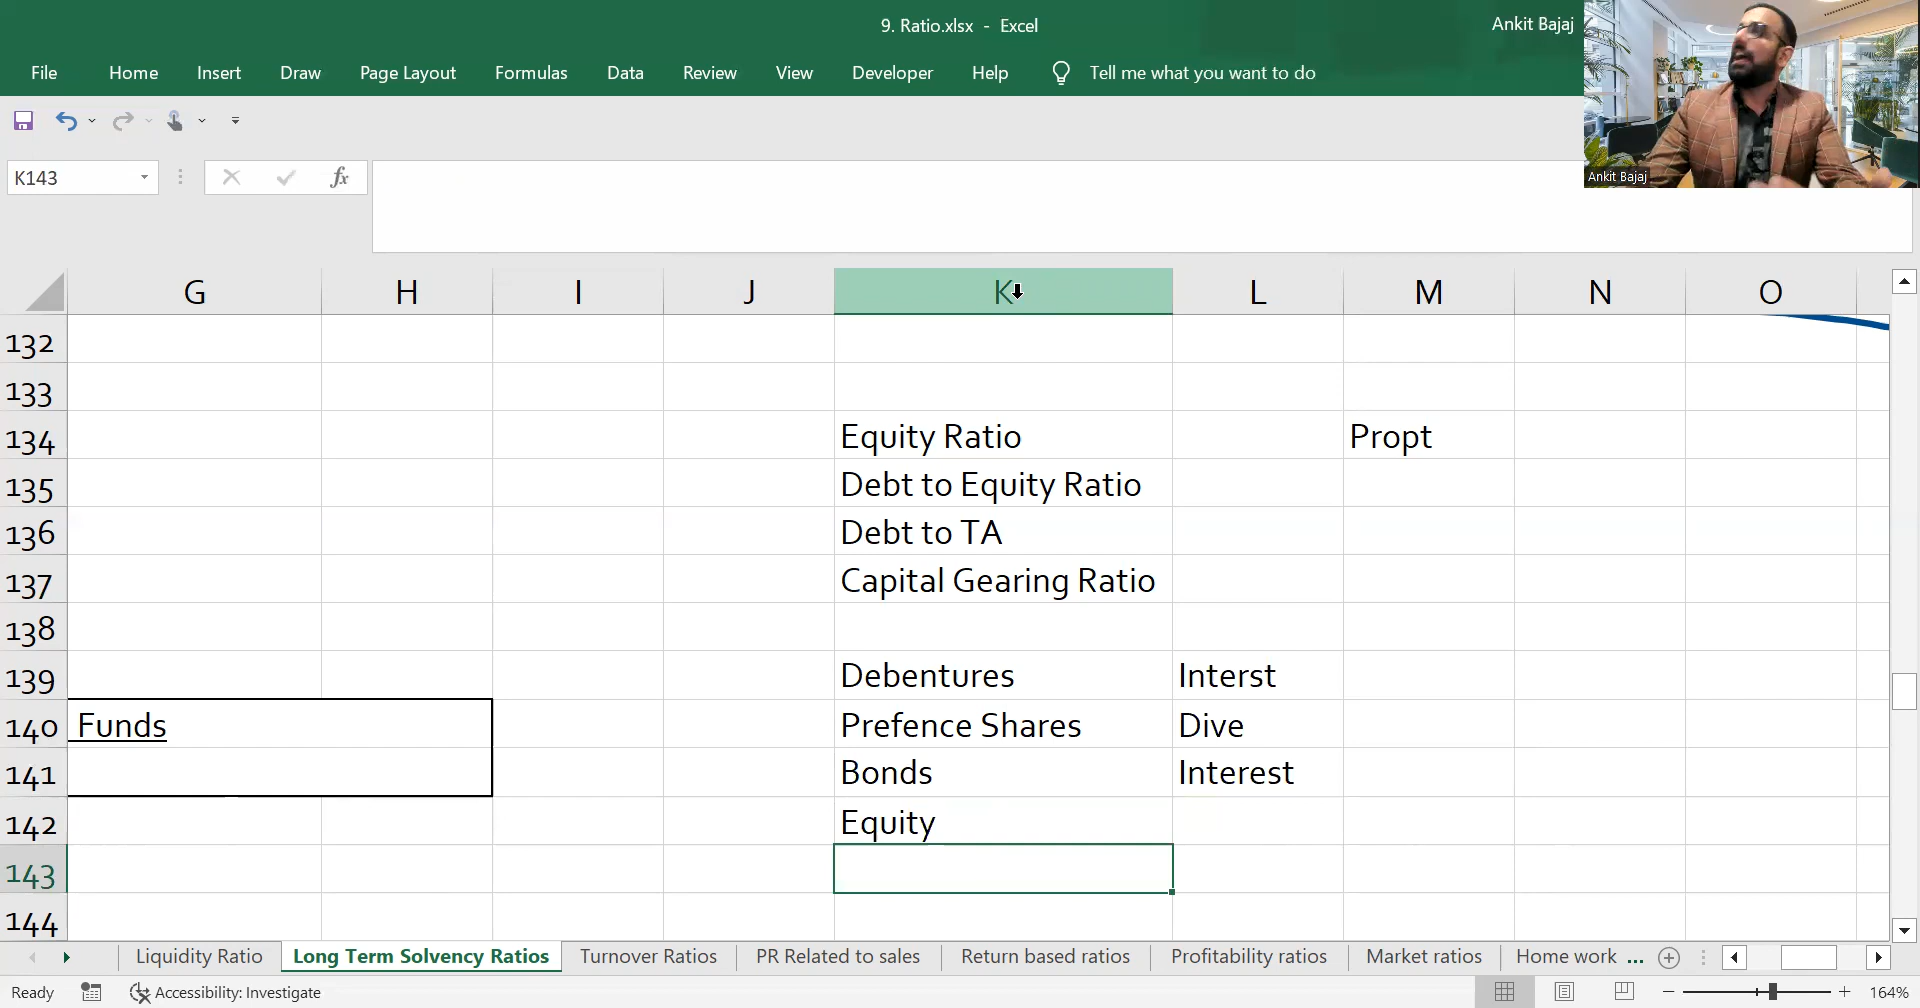 9. Ratio.xlsx - Excel
Ankit Bajaj
File Home Insert Draw Page Layout Formulas Data Review View Developer Help Tell me what you want to do
Ankit Bajaj
K143
fx
G H I J K L M N O
132
133
134 Equity Ratio Propt
135 Debt to Equity Ratio
136 Debt to TA
137 Capital Gearing Ratio
138
139 Debentures Interst
140 Funds Prefence Shares Dive
141 Bonds Interest
142 Equity
143
144
Liquidity Ratio Long Term Solvency Ratios Turnover Ratios PR Related to sales Return based ratios Profitability ratios Market ratios Home work ...
Ready Accessibility: Investigate 164%